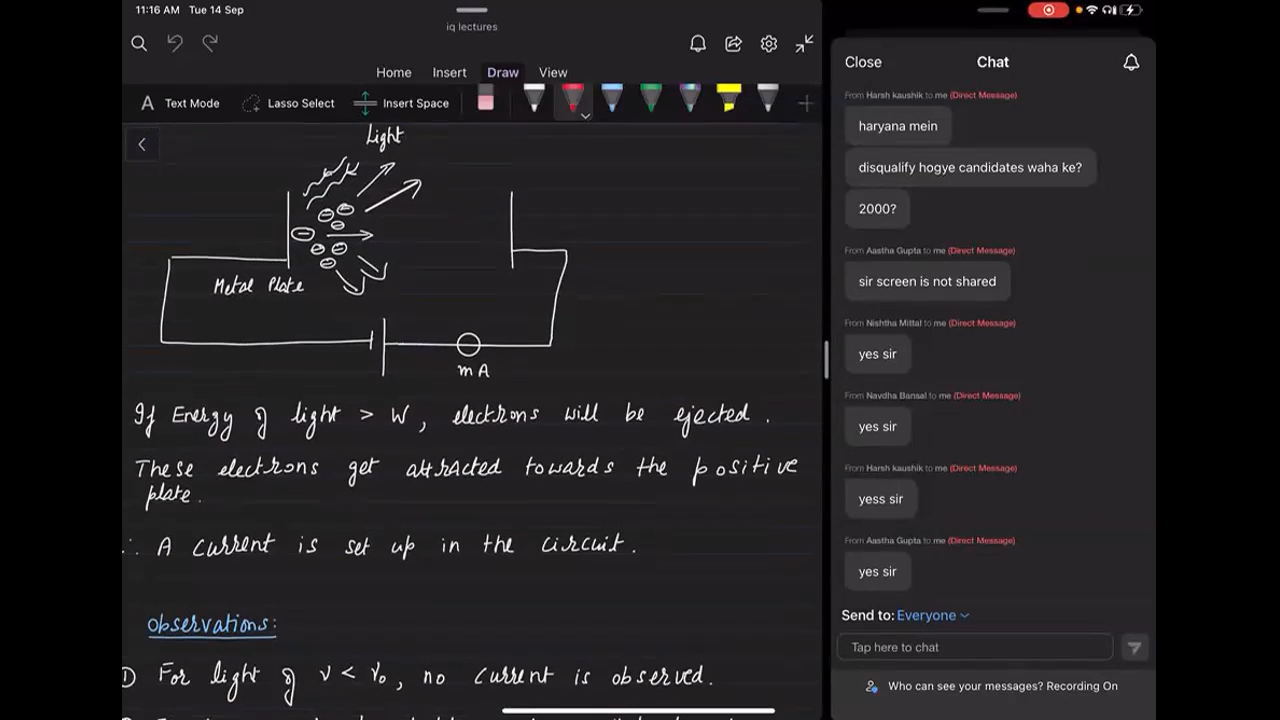 11:16 AM Tue 14 Sep
iq lectures
Home Insert Draw View
A Text Mode Lasso Select Insert Space
Light
Metal Plate
mA
If Energy of light > W, electrons will be ejected.
These electrons get attracted towards the positive
plate.
∴ A current is set up in the circuit.
Observations:
① For light of ν < ν₀, no current is observed.
Close Chat
From Harsh kaushik to me (Direct Message)
haryana mein
disqualify hogye candidates waha ke?
2000?
From Aastha Gupta to me (Direct Message)
sir screen is not shared
From Nishtha Mittal to me (Direct Message)
yes sir
From Navdha Bansal to me (Direct Message)
yes sir
From Harsh kaushik to me (Direct Message)
yess sir
From Aastha Gupta to me (Direct Message)
yes sir
Send to: Everyone
Tap here to chat
Who can see your messages? Recording On